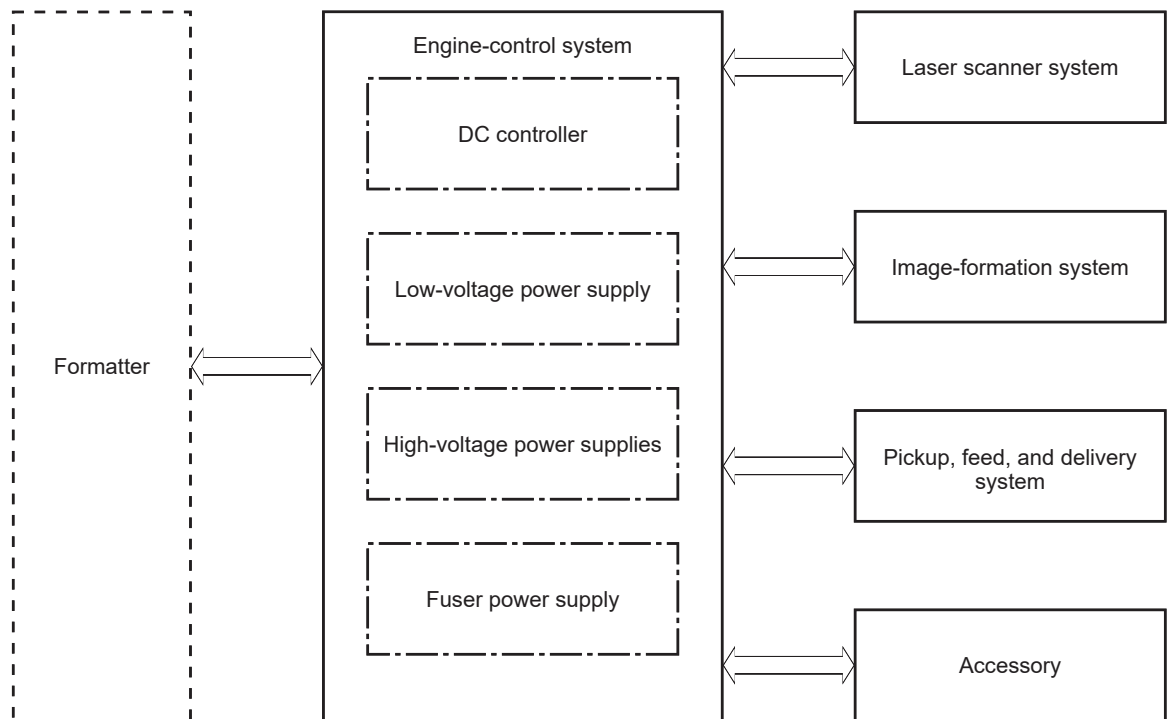 Engine-control system
DC controller
Low-voltage power supply
High-voltage power supplies
Fuser power supply
Formatter
Laser scanner system
Image-formation system
Pickup, feed, and delivery
system
Accessory